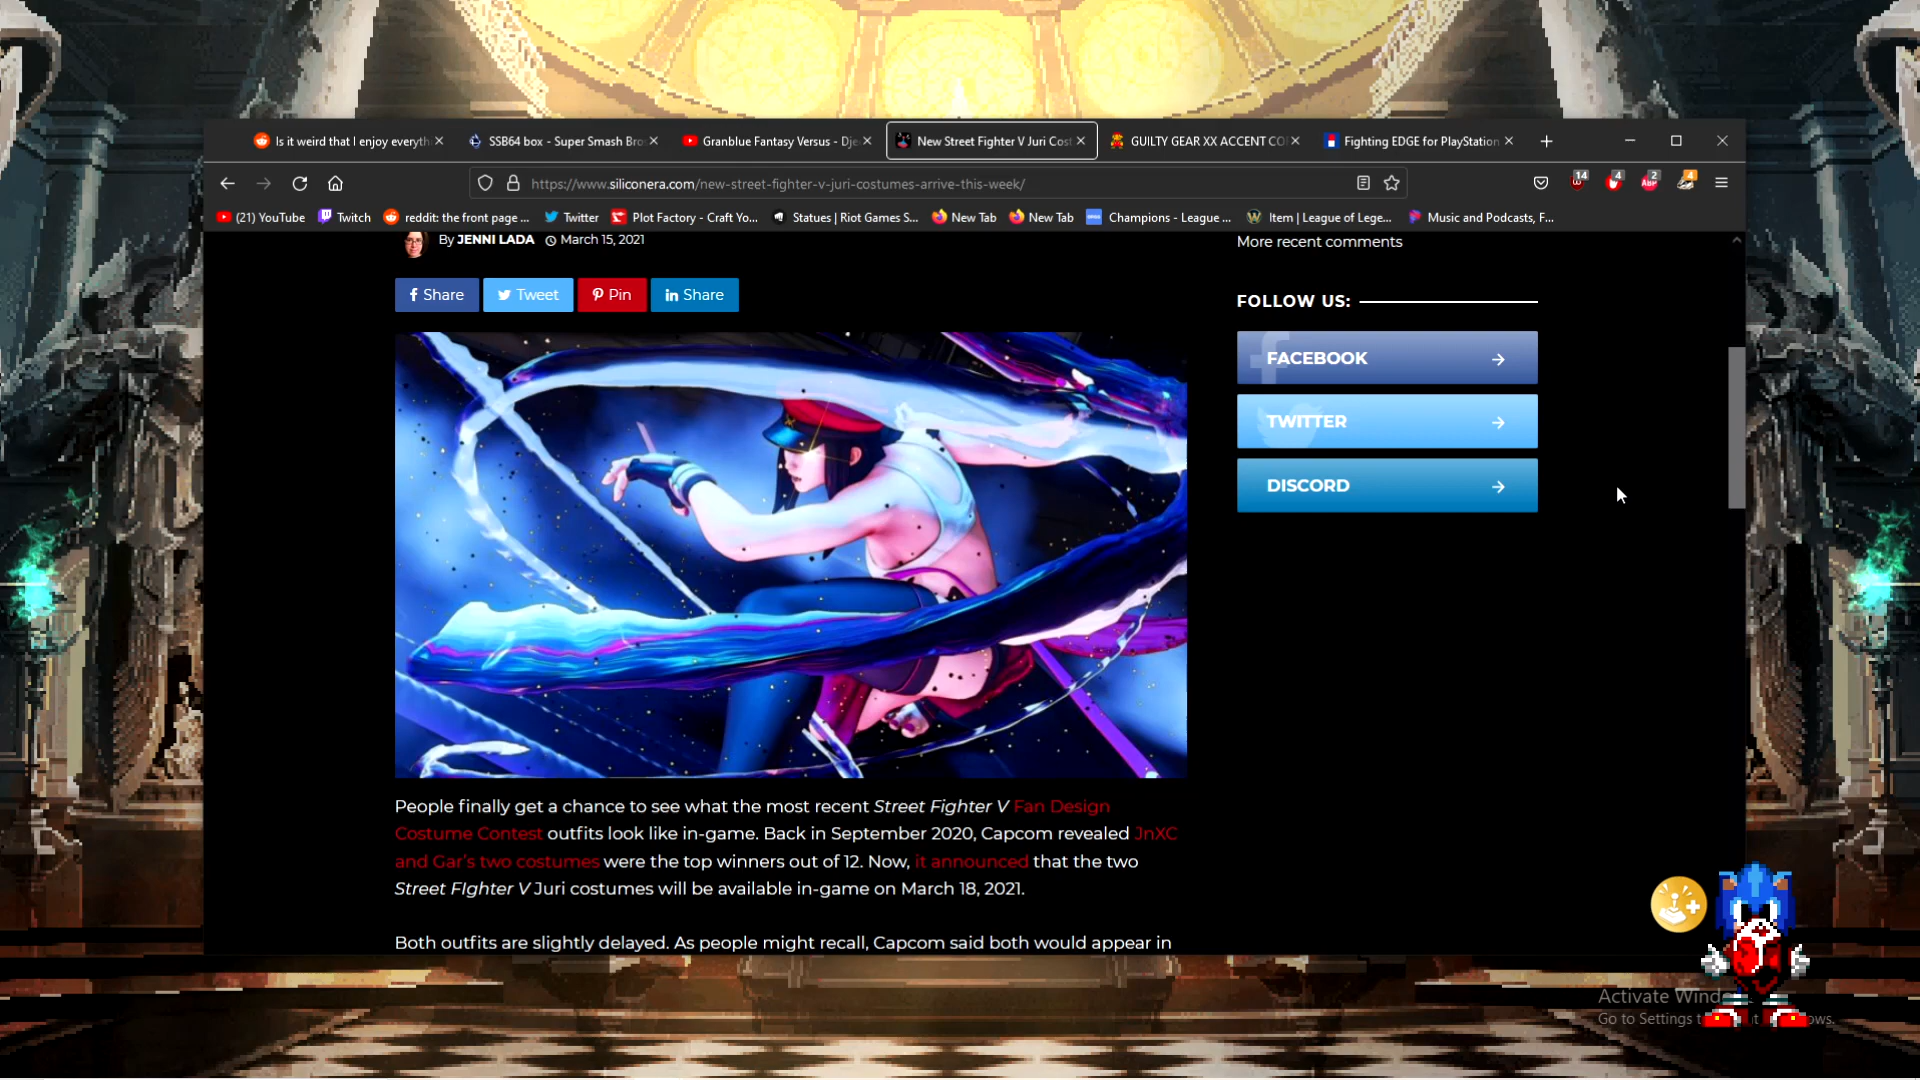 Is it weird that I enjoy everyth
SSB64 box - Super Smash Bro
Granblue Fantasy Versus - Dje
New Street Fighter V Juri Cost
GUILTY GEAR XX ACCENT CO
Fighting EDGE for PlayStation
https://www.siliconera.com/new-street-fighter-v-juri-costumes-arrive-this-week/
14
4
2
4
(21) YouTube
Twitch
reddit: the front page ...
Twitter
Plot Factory - Craft Yo...
Statues | Riot Games S...
New Tab
New Tab
Champions - League ...
Item | League of Lege...
Music and Podcasts, F...
By JENNI LADA March 15, 2021
More recent comments
Share
Tweet
Pin
Share
FOLLOW US:
FACEBOOK
TWITTER
DISCORD
People finally get a chance to see what the most recent Street Fighter V Fan Design
Costume Contest outfits look like in-game. Back in September 2020, Capcom revealed JnXC
and Gar's two costumes were the top winners out of 12. Now, it announced that the two
Street FIghter V Juri costumes will be available in-game on March 18, 2021.
Both outfits are slightly delayed. As people might recall, Capcom said both would appear in
Activate Wind
Go to Settings t
ows.